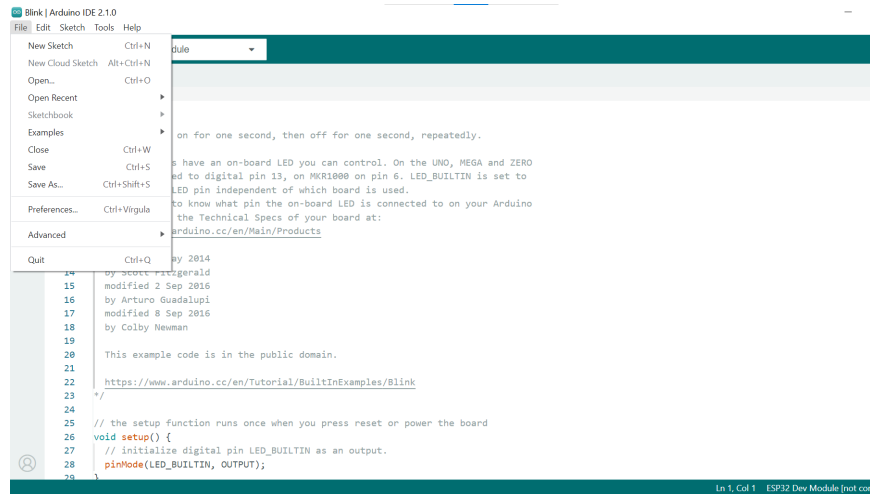 Blink | Arduino IDE 2.1.0
File Edit Sketch Tools Help
New Sketch Ctrl+N
New Cloud Sketch Alt+Ctrl+N
Open... Ctrl+O
Open Recent
Sketchbook
Examples
Close Ctrl+W
Save Ctrl+S
Save As... Ctrl+Shift+S
Preferences... Ctrl+Vírgula
Advanced
Quit Ctrl+Q
dule
on for one second, then off for one second, repeatedly.
s have an on-board LED you can control. On the UNO, MEGA and ZERO
ed to digital pin 13, on MKR1000 on pin 6. LED_BUILTIN is set to
LED pin independent of which board is used.
to know what pin the on-board LED is connected to on your Arduino
the Technical Specs of your board at:
arduino.cc/en/Main/Products
ay 2014
14 by Scott Fitzgerald
15 modified 2 Sep 2016
16 by Arturo Guadalupi
17 modified 8 Sep 2016
18 by Colby Newman
19
20 This example code is in the public domain.
21
22 https://www.arduino.cc/en/Tutorial/BuiltInExamples/Blink
23 */
24
25 // the setup function runs once when you press reset or power the board
26 void setup() {
27 // initialize digital pin LED_BUILTIN as an output.
28 pinMode(LED_BUILTIN, OUTPUT);
29 }
Ln 1, Col 1 ESP32 Dev Module [not con